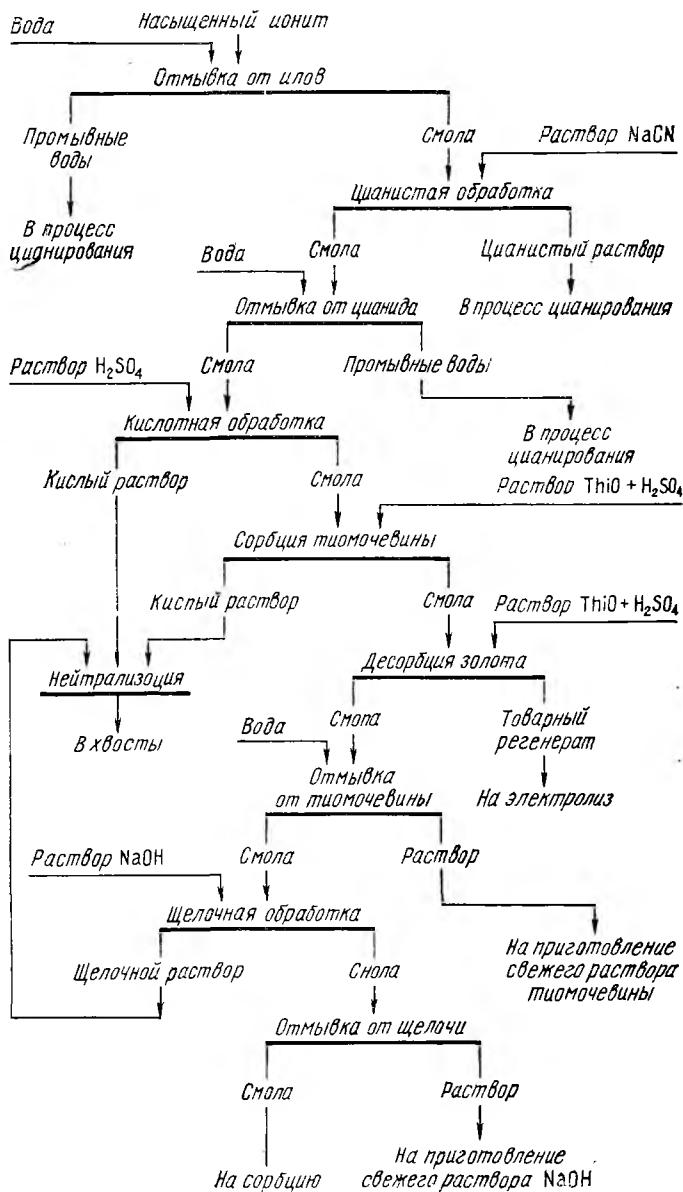 Вода
Насыщенный ионит
Отмывка от илов
Промывные
воды
Смола
Раствор NaCN
Цианистая обработка
В процесс
цианирования
Смола
Цианистый раствор
Вода
Отмывка от цианида
В процесс цианирования
Раствор H₂SO₄
Смола
Промывные воды
Кислотная обработка
В процесс
цианирования
Кислый раствор
Смола
Раствор ThiO + H₂SO₄
Сорбция тиомочевины
Кислый раствор
Смола
Раствор ThiO + H₂SO₄
Нейтрализация
Десорбция золота
В хвосты
Вода
Смола
Товарный
регенерат
Отмывка
от тиомочевины
На электролиз
Раствор NaOH
Смола
Раствор
Щелочная обработка
Щелочной раствор
Смола
На приготовление
свежего раствора
тиомочевины
Отмывка от щелочи
Смола
Раствор
На сорбцию
На приготовление
свежего раствора NaOH